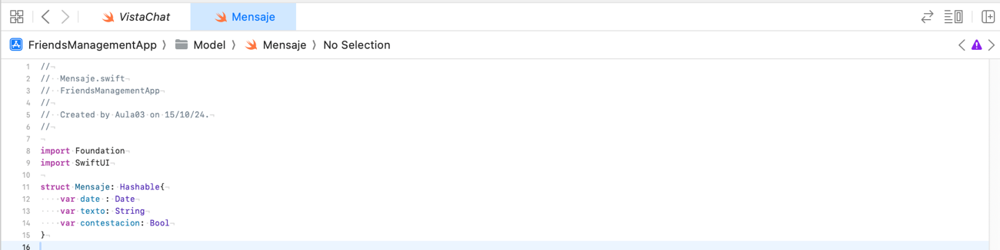 VistaChat Mensaje
FriendsManagementApp Model Mensaje No Selection
1 //
2 // Mensaje.swift
3 // FriendsManagementApp
4 //
5 // Created by Aula03 on 15/10/24.
6 //
7
8 import Foundation
9 import SwiftUI
10
11 struct Mensaje: Hashable{
12 var date : Date
13 var texto: String
14 var contestacion: Bool
15 }
16